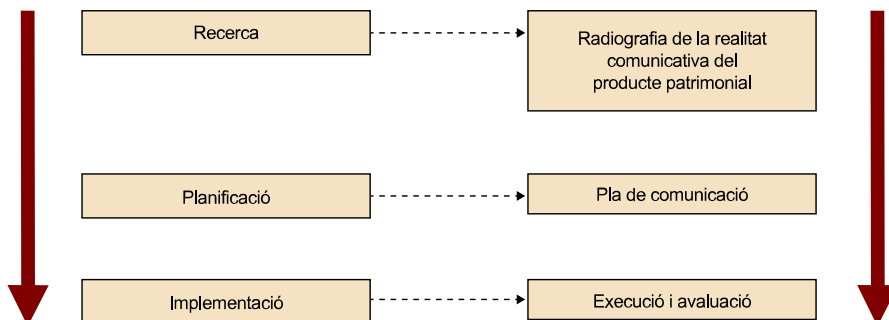 Recerca
Radiografia de la realitat
comunicativa del
producte patrimonial
Planificació
Pla de comunicació
Implementació
Execució i avaluació